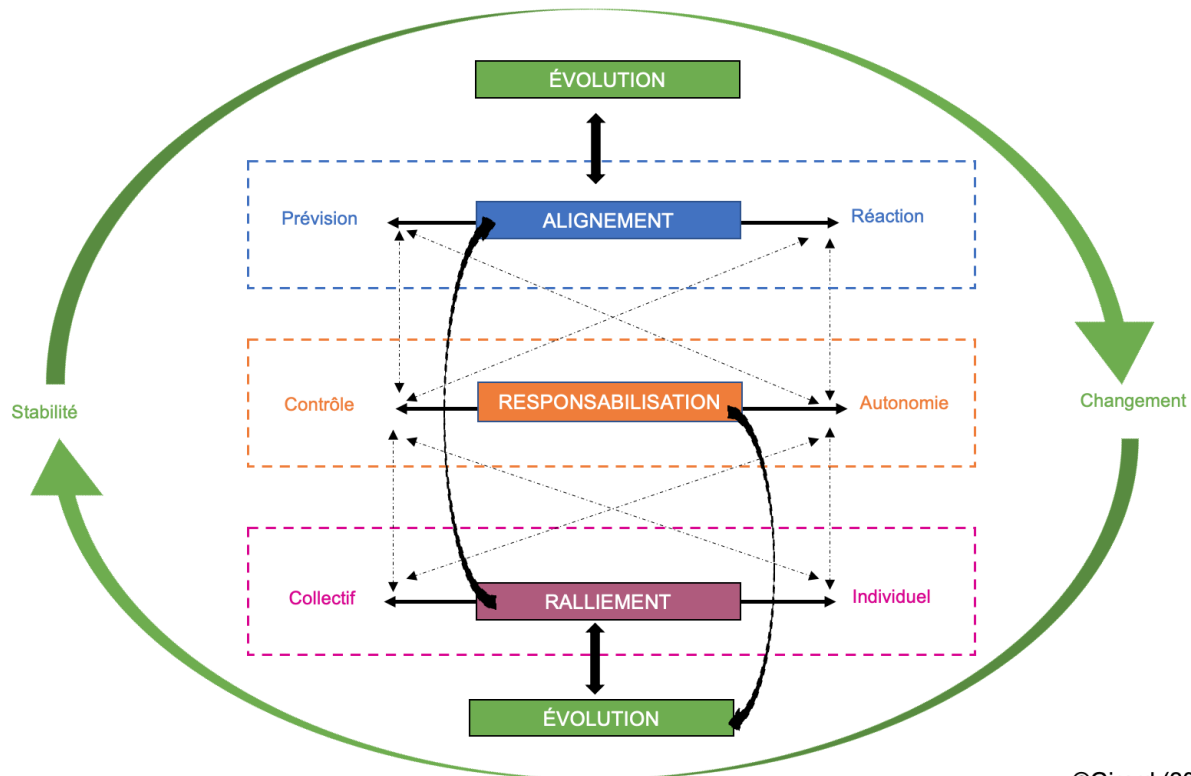 ÉVOLUTION
Prévision
ALIGNEMENT
Réaction
Stabilité
Contrôle
RESPONSABILISATION
Autonomie
Changement
Collectif
RALLIEMENT
Individuel
ÉVOLUTION